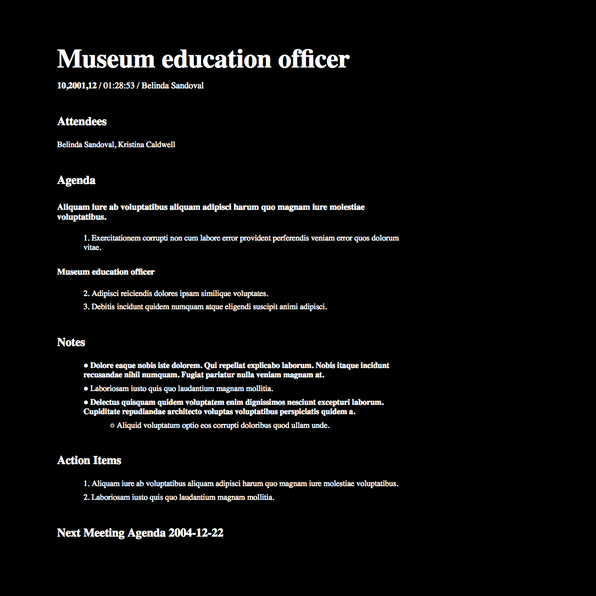 Museum education officer
10,2001,12 / 01:28:53 / Belinda Sandoval
Attendees
Belinda Sandoval, Kristina Caldwell
Agenda
Aliquam iure ab voluptatibus aliquam adipisci harum quo magnam iure molestiae
voluptatibus.
1. Exercitationem corrupti non cum labore error provident perferendis veniam error quos dolorum
vitae.
Museum education officer
2. Adipisci reiciendis dolores ipsam similique voluptates.
3. Debitis incidunt quidem numquam atque eligendi suscipit animi adipisci.
Notes
● Dolore eaque nobis iste dolorem. Qui repellat explicabo laborum. Nobis itaque incidunt
recusandae nihil numquam. Fugiat pariatur nulla veniam magnam at.
● Laboriosam iusto quis quo laudantium magnam mollitia.
● Delectus quisquam quidem voluptatem enim dignissimos nesciunt excepturi laborum.
Cupiditate repudiandae architecto voluptas voluptatibus perspiciatis quidem a.
○ Aliquid voluptatum optio eos corrupti doloribus quod ullam unde.
Action Items
1. Aliquam iure ab voluptatibus aliquam adipisci harum quo magnam iure molestiae voluptatibus.
2. Laboriosam iusto quis quo laudantium magnam mollitia.
Next Meeting Agenda 2004-12-22